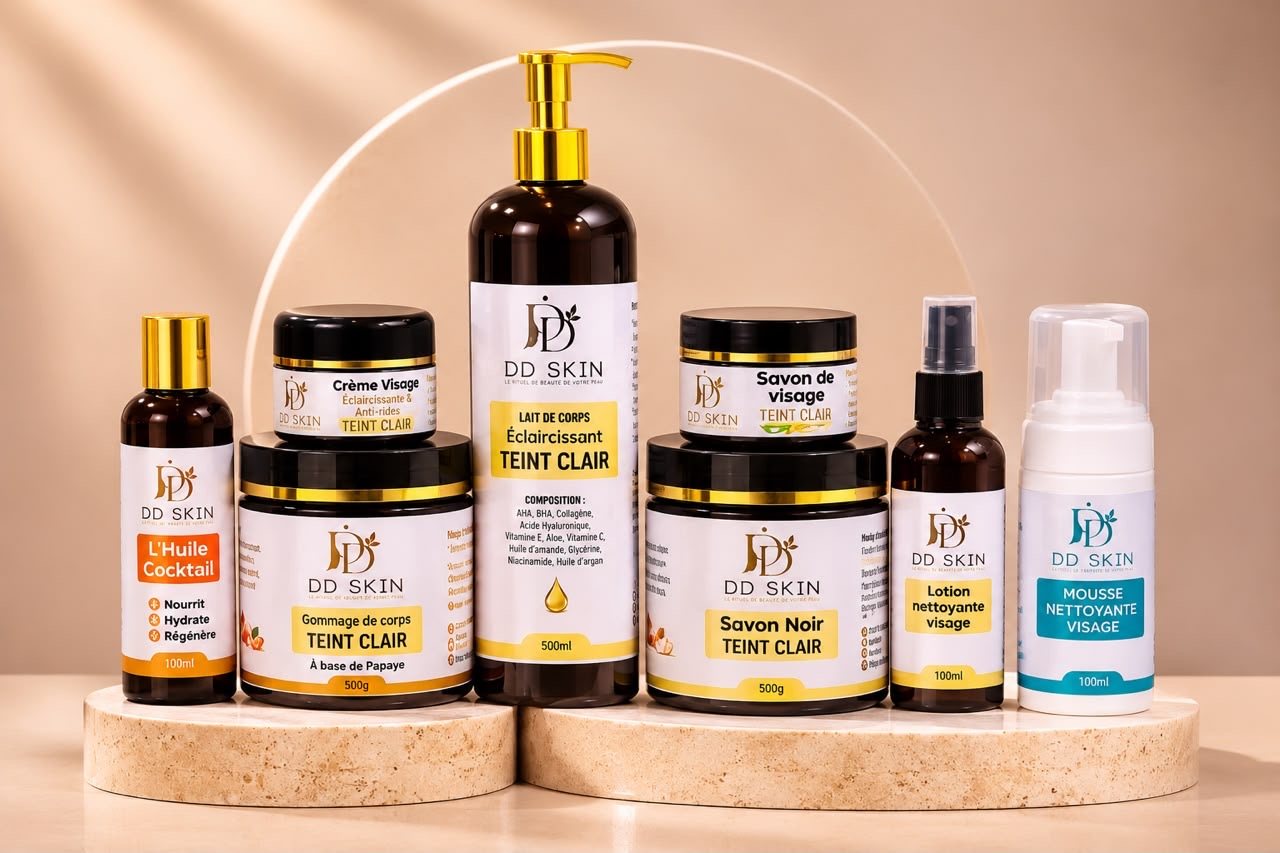 DD SKIN
L'Huile
Cocktail
Nourrit
Hydrate
Régénère
100ml
DD SKIN
Crème Visage
Éclaircissante &
Anti-rides
TEINT CLAIR
DD SKIN
Gommage de corps
TEINT CLAIR
À base de Papaye
500g
DD SKIN
LE RITUEL DE BEAUTÉ DE VOTRE PEAU
LAIT DE CORPS
Éclaircissant
TEINT CLAIR
COMPOSITION :
AHA, BHA, Collagène,
Acide Hyaluronique,
Vitamine E, Aloe, Vitamine C,
Huile d'amande, Glycérine,
Niacinamide, Huile d'argan
500ml
DD SKIN
Savon de
visage
TEINT CLAIR
DD SKIN
Savon Noir
TEINT CLAIR
500g
DD SKIN
Lotion
nettoyante
visage
100ml
DD SKIN
MOUSSE
NETTOYANTE
VISAGE
100ml